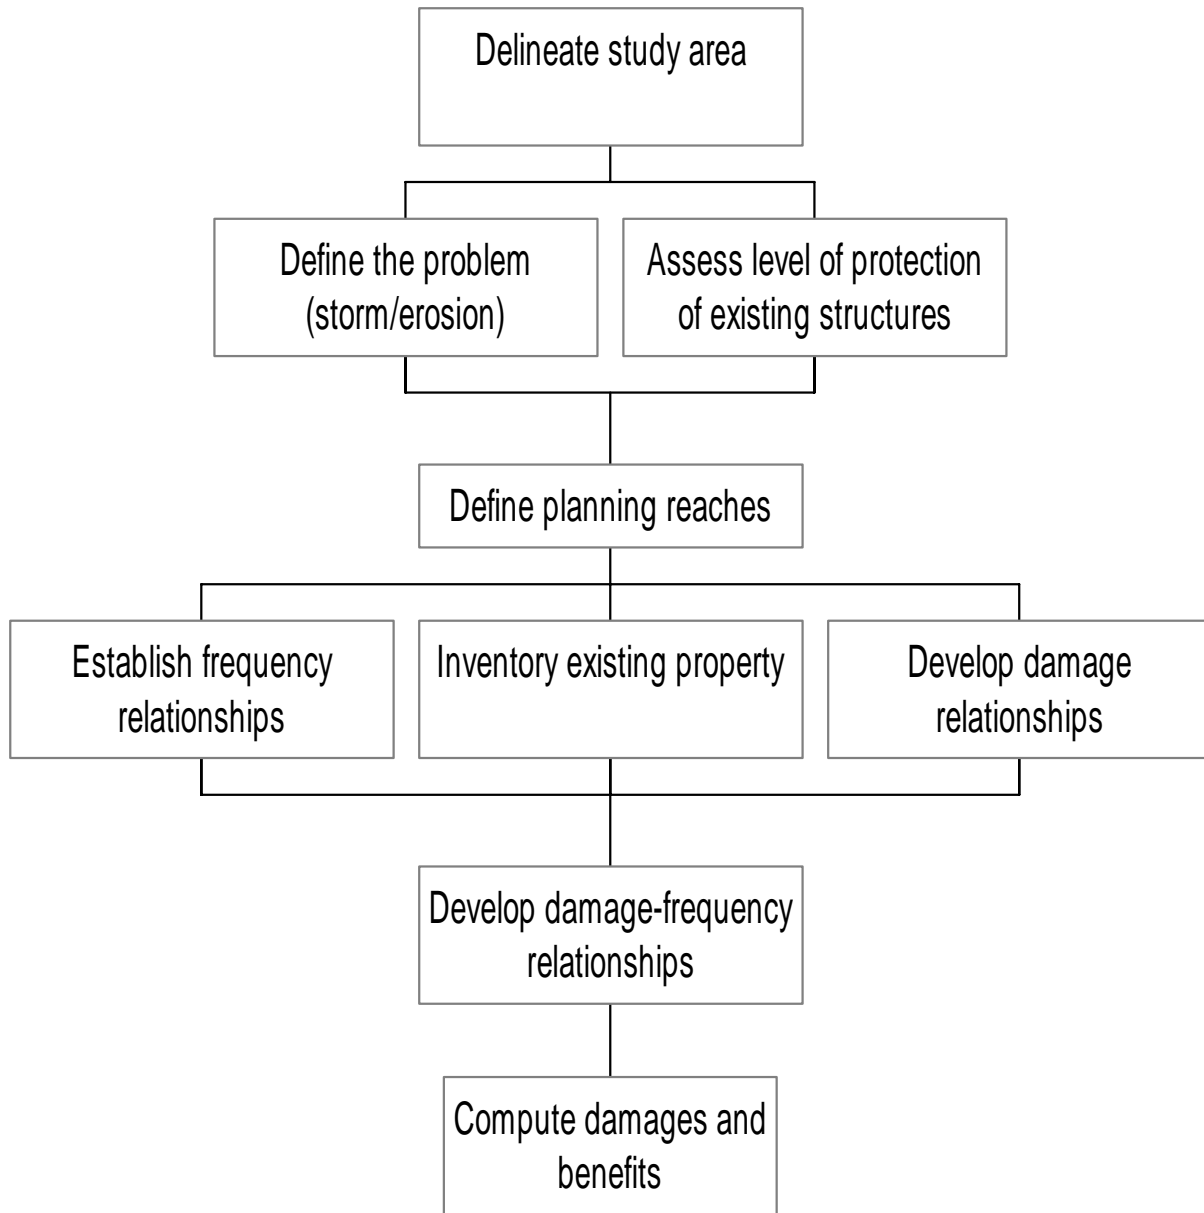 Delineate study area
Define the problem
(storm/erosion)
Assess level of protection
of existing structures
Define planning reaches
Establish frequency
relationships
Inventory existing property
Develop damage
relationships
Develop damage-frequency
relationships
Compute damages and
benefits